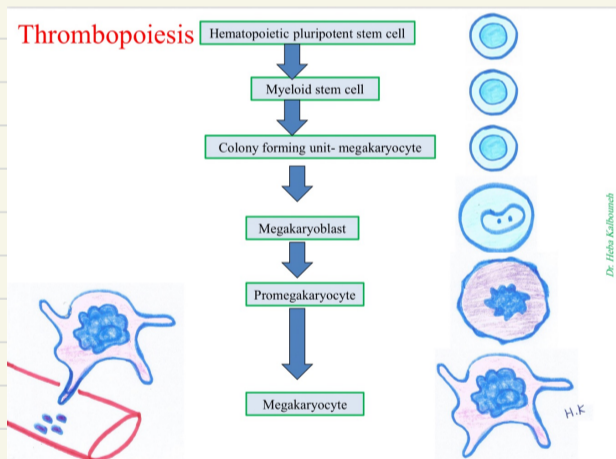 Thrombopoiesis
Hematopoietic pluripotent stem cell
Myeloid stem cell
Colony forming unit- megakaryocyte
Megakaryoblast
Promegakaryocyte
Megakaryocyte
H.K
Dr. Heba Kalbouneh